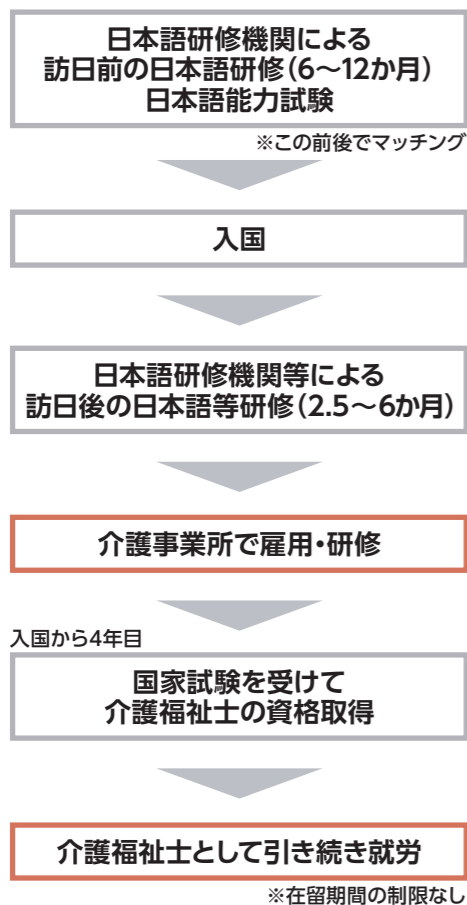 日本語研修機関による
訪日前の日本語研修（6〜12か月）
日本語能力試験
※この前後でマッチング
入国
日本語研修機関等による
訪日後の日本語等研修（2.5〜6か月）
介護事業所で雇用・研修
入国から4年目
国家試験を受けて
介護福祉士の資格取得
介護福祉士として引き続き就労
※在留期間の制限なし